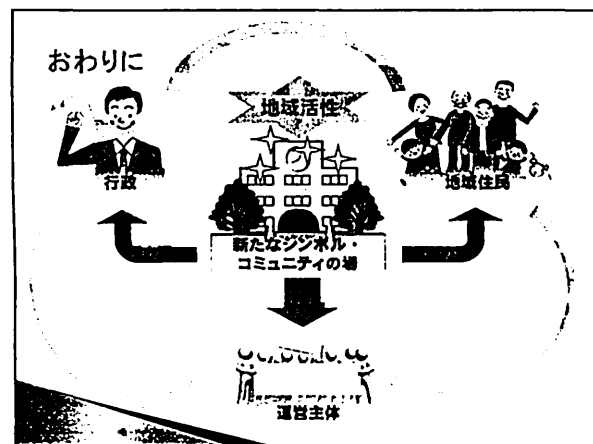 おわりに
地域活性
行政
地域住民
新たなシンボル・
コミュニティの場
運営主体